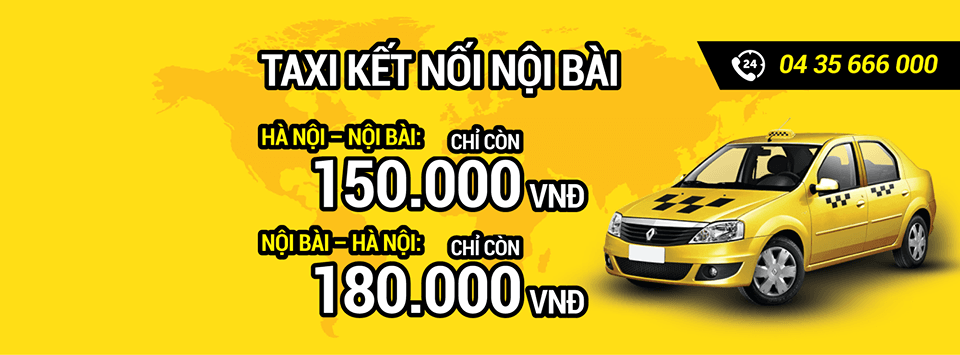 TAXI KẾT NỐI NỘI BÀI
24
04 35 666 000
HÀ NỘI – NỘI BÀI: CHỈ CÒN
150.000 VNĐ
NỘI BÀI – HÀ NỘI: CHỈ CÒN
180.000 VNĐ